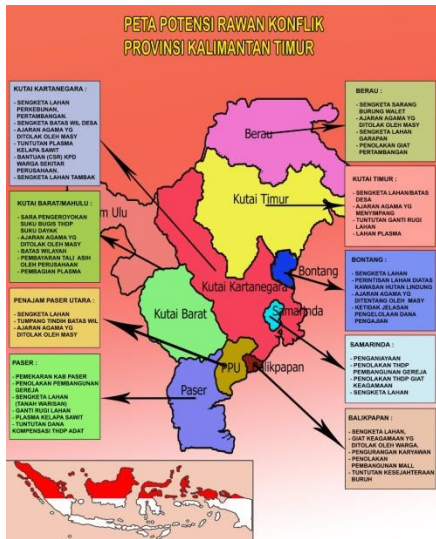 PETA POTENSI RAWAN KONFLIK
PROVINSI KALIMANTAN TIMUR
KUTAI KARTANEGARA :
- SENGKETA LAHAN
PERKEBUNAN,
PERTAMBANGAN.
- SENGKETA BATAS WIL DESA
- AJARAN AGAMA YG
DITOLAK OLEH MASY
- TUNTUTAN PLASMA
KELAPA SAWIT
- BANTUAN (CSR) KPD
WARGA SEKITAR
PERUSAHAAN.
- SENGKETA LAHAN TAMBAK
KUTAI BARAT/MAHULU :
- SARA PENGEROYOKAN
SUKU BUGIS THDP
SUKU DAYAK
- AJARAN AGAMA YG
DITOLAK OLEH MASY
- BATAS WILAYAH
- PEMBAYARAN TALI ASIH
OLEH PERUSAHAAN
- PEMBAGIAN PLASMA
PENAJAM PASER UTARA :
- SENGKETA LAHAN
- TUMPANG TINDIH BATAS WIL
- AJARAN AGAMA YG
DITOLAK OLEH MASY
PASER :
- PEMEKARAN KAB PASER
- PENOLAKAN PEMBANGUNAN
GEREJA
- SENGKETA LAHAN
(TANAH WARISAN)
- GANTI RUGI LAHAN
- PLASMA KELAPA SAWIT
- TUNTUTAN DANA
KOMPENSASI THDP ADAT
Berau
Kutai Timur
m Ulu
Bontang
Kutai Kartanegara
Kutai Barat
Samarinda
PPU
Balikpapan
Paser
BERAU :
- SENGKETA SARANG
BURUNG WALET
- AJARAN AGAMA YG
DITOLAK OLEH MASY
- SENGKETA LAHAN
GARAPAN
- PENOLAKAN GIAT
PERTAMBANGAN
KUTAI TIMUR :
- SENGKETA LAHAN/BATAS
DESA
- AJARAN AGAMA YG
MENYIMPANG
- TUNTUTAN GANTI RUGI
LAHAN
- LAHAN PLASMA
BONTANG :
- SENGKETA LAHAN
- PERINTISAN LAHAN DIATAS
KAWASAN HUTAN LINDUNG
- AJARAN AGAMA YG
DITENTANG OLEH MASY
- KETIDAK JELASAN
PENGELOLAAN DANA
PENGAJIAN
SAMARINDA :
- PENGANIAYAAN
- PENOLAKAN THDP
PEMBANGUNAN GEREJA
- PENOLAKAN THDP GIAT
KEAGAMAAN
- SENGKETA LAHAN
BALIKPAPAN :
- SENGKETA LAHAN,
- GIAT KEAGAMAAN YG
DITOLAK OLEH WARGA.
- PENGURANGAN KARYAWAN
- PENOLAKAN
PEMBANGUNAN MALL
- TUNTUTAN KESEJAHTERAAN
BURUH